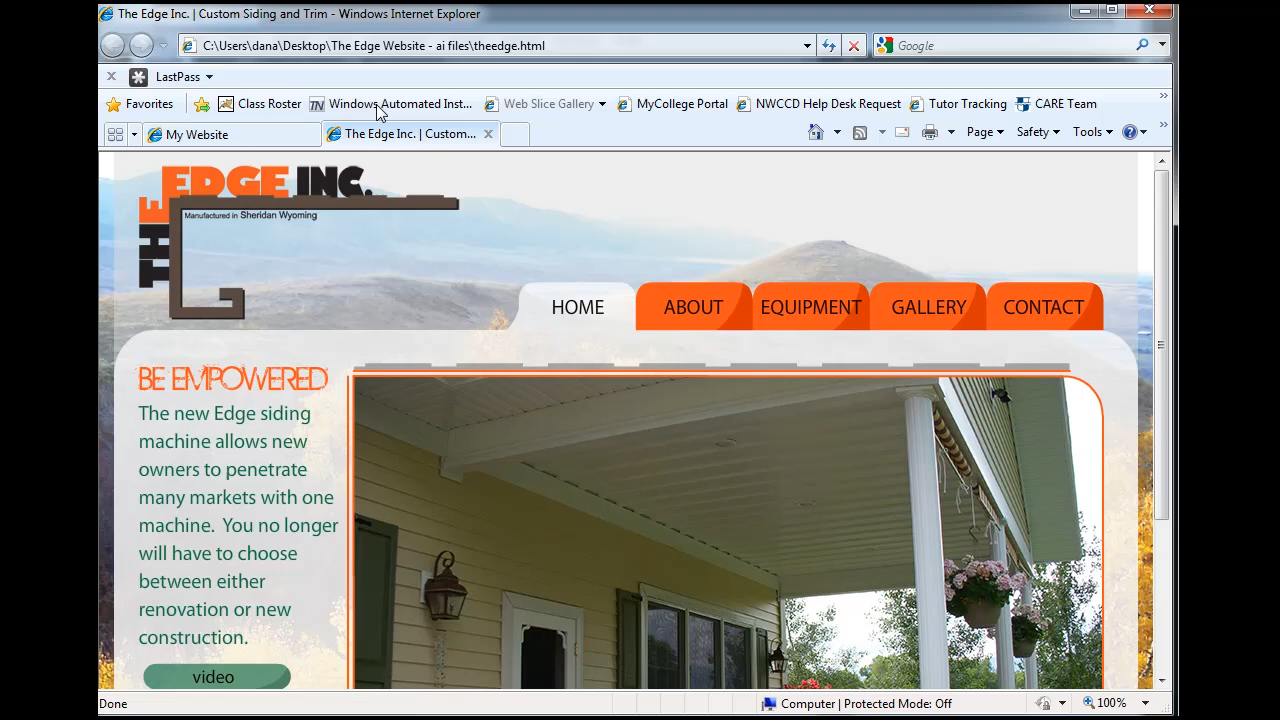 The Edge Inc. | Custom Siding and Trim - Windows Internet Explorer
C:\Users\dana\Desktop\The Edge Website - ai files\theedge.html
Google
LastPass
Favorites Class Roster Windows Automated Inst... Web Slice Gallery MyCollege Portal NWCCD Help Desk Request Tutor Tracking CARE Team
My Website The Edge Inc. | Custom... Page Safety Tools
THE EDGE INC.
Manufactured in Sheridan Wyoming
HOME ABOUT EQUIPMENT GALLERY CONTACT
BE EMPOWERED
The new Edge siding
machine allows new
owners to penetrate
many markets with one
machine. You no longer
will have to choose
between either
renovation or new
construction.
video
Done Computer | Protected Mode: Off 100%